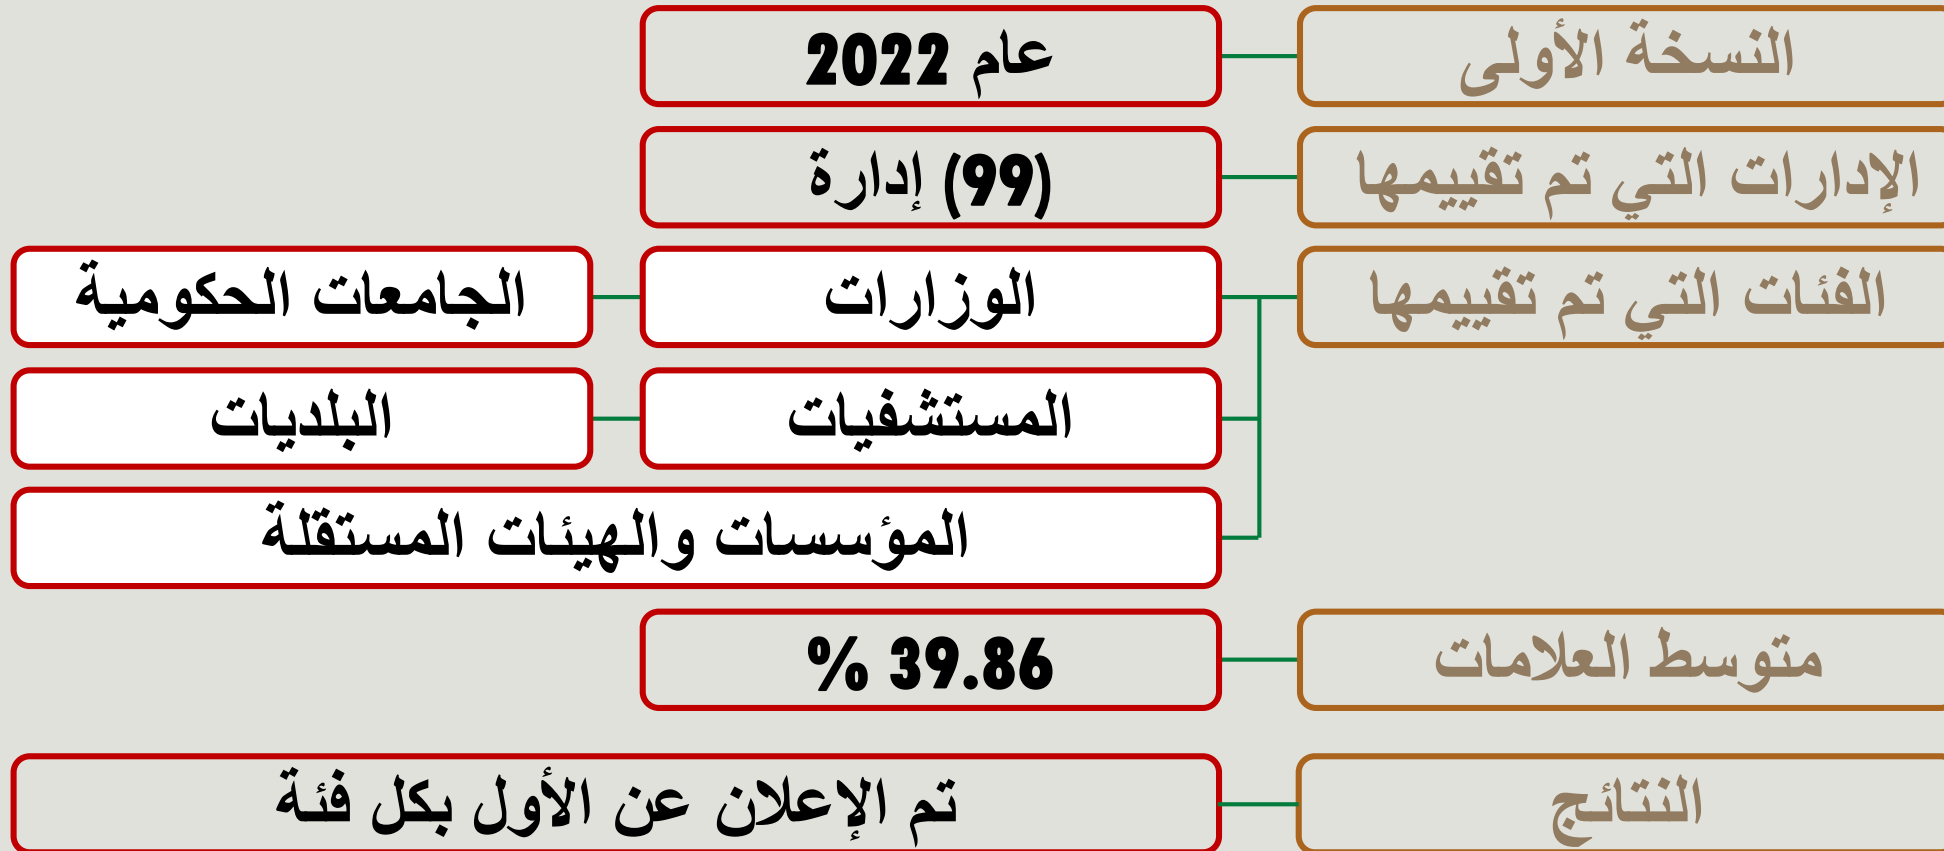 النسخة الأولى
عام 2022
الإدارات التي تم تقييمها
(99) إدارة
الفئات التي تم تقييمها
الوزارات
الجامعات الحكومية
المستشفيات
البلديات
المؤسسات والهيئات المستقلة
متوسط العلامات
39.86 %
النتائج
تم الإعلان عن الأول بكل فئة